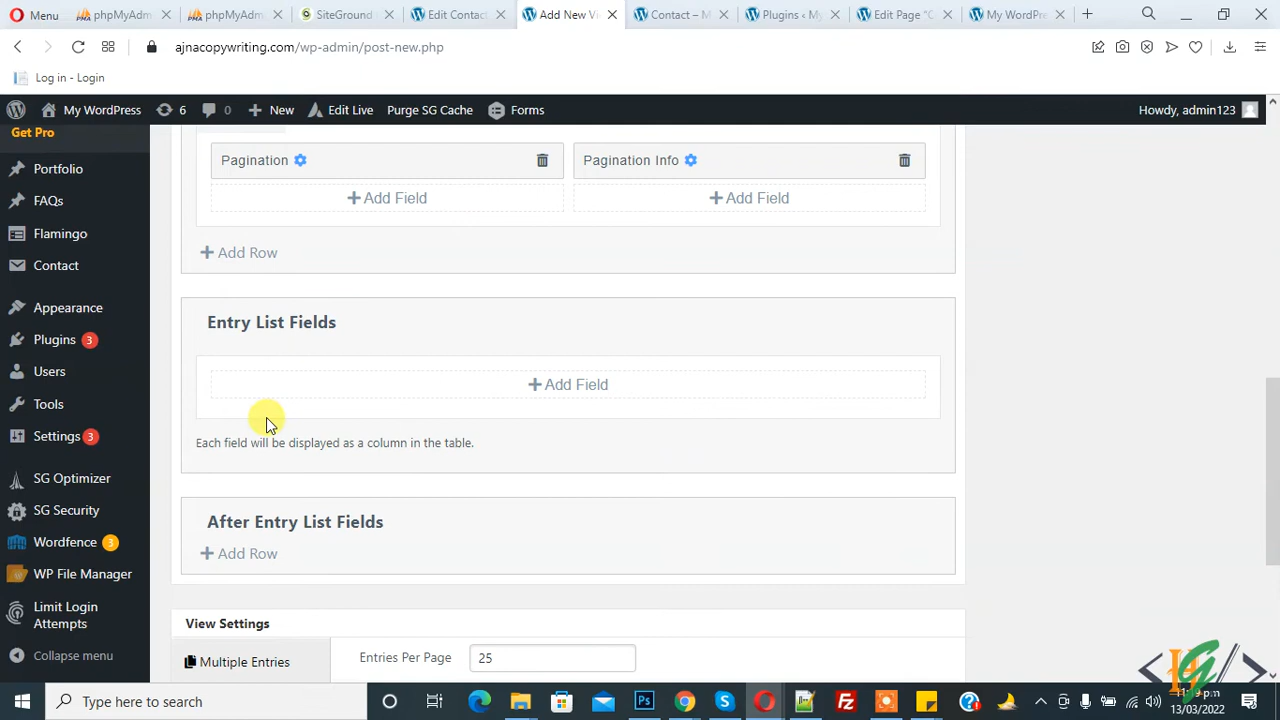 Menu
phpMyAdm
phpMyAdm
SiteGround
Edit Contac
Add New Vi
Contact – M
Plugins ‹ My
Edit Page "C
My WordPre
ajnacopywriting.com/wp-admin/post-new.php
Log in - Login
My WordPress
6
0
New
Edit Live
Purge SG Cache
Forms
Howdy, admin123
Get Pro
Portfolio
FAQs
Flamingo
Contact
Appearance
Plugins 3
Users
Tools
Settings 3
SG Optimizer
SG Security
Wordfence 3
WP File Manager
Limit Login
Attempts
Collapse menu
Pagination
Pagination Info
Add Field
Add Field
Add Row
Entry List Fields
Add Field
Each field will be displayed as a column in the table.
After Entry List Fields
Add Row
View Settings
Multiple Entries
Entries Per Page
25
Type here to search
Ps
13/03/2022